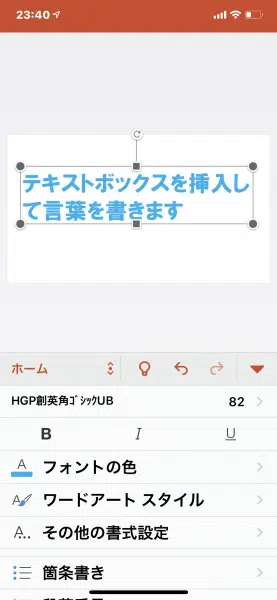 23:40
テキストボックスを挿入し
て言葉を書きます
ホーム
HGP創英角ｺﾞｼｯｸUB 82
B I U
A フォントの色
A ワードアート スタイル
A... その他の書式設定
箇条書き